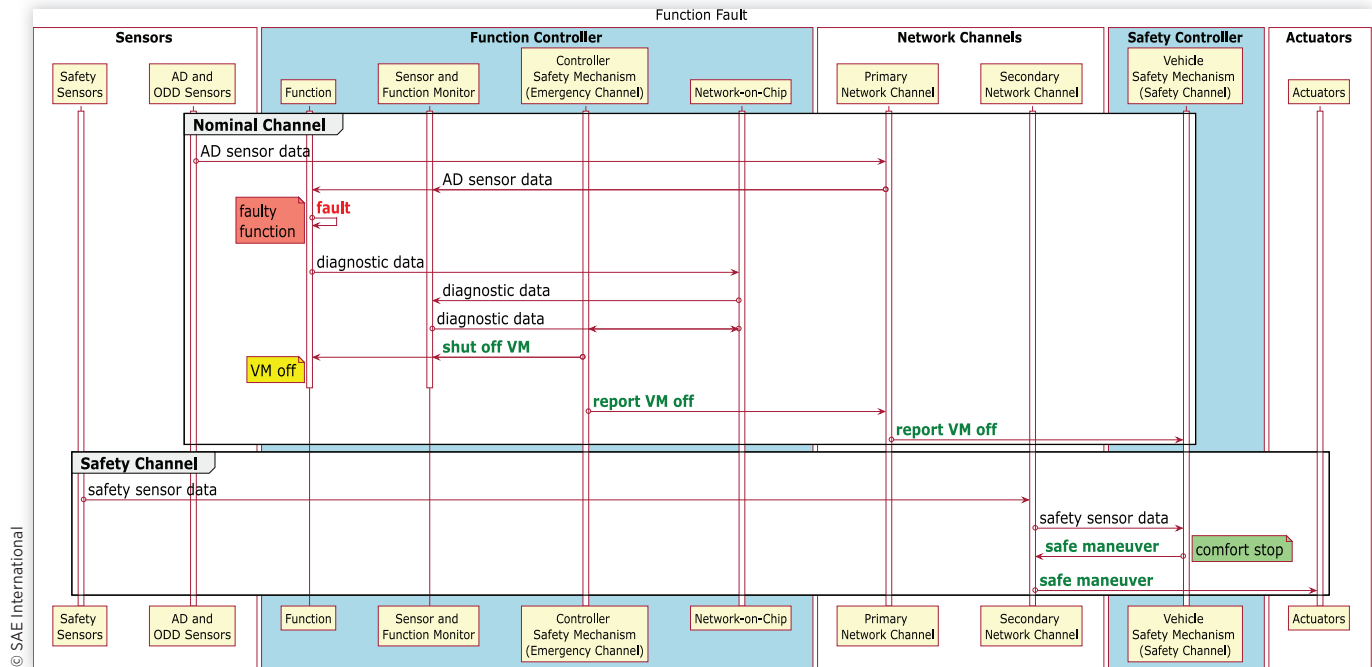 Function Fault
Sensors
Function Controller
Network Channels
Safety Controller
Actuators
Safety
Sensors
AD and
ODD Sensors
Function
Sensor and
Function Monitor
Controller
Safety Mechanism
(Emergency Channel)
Network-on-Chip
Primary
Network Channel
Secondary
Network Channel
Vehicle
Safety Mechanism
(Safety Channel)
Actuators
Nominal Channel
AD sensor data
AD sensor data
faulty
function
fault
diagnostic data
diagnostic data
diagnostic data
shut off VM
VM off
report VM off
report VM off
Safety Channel
safety sensor data
safety sensor data
safe maneuver
comfort stop
safe maneuver
Safety
Sensors
AD and
ODD Sensors
Function
Sensor and
Function Monitor
Controller
Safety Mechanism
(Emergency Channel)
Network-on-Chip
Primary
Network Channel
Secondary
Network Channel
Vehicle
Safety Mechanism
(Safety Channel)
Actuators
© SAE International